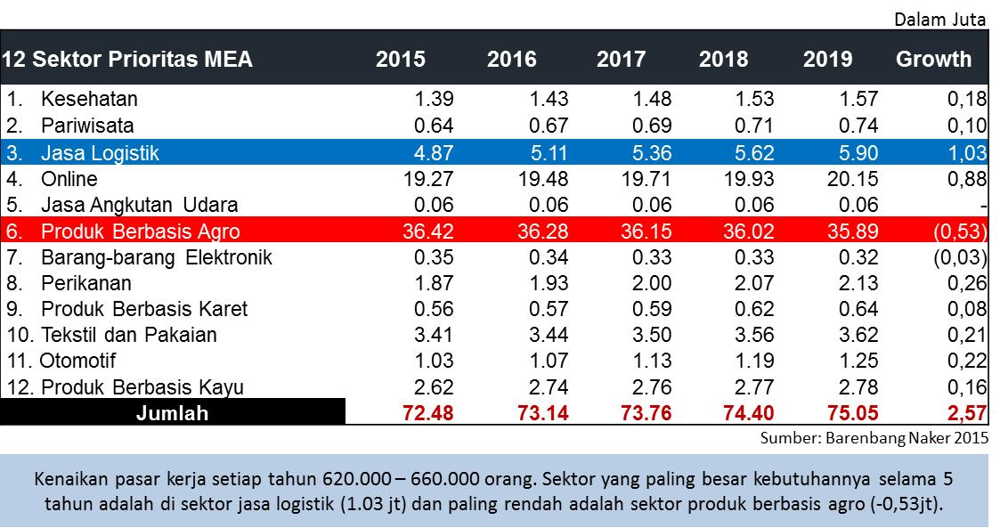 Dalam Juta
12 Sektor Prioritas MEA 2015 2016 2017 2018 2019 Growth
1. Kesehatan 1.39 1.43 1.48 1.53 1.57 0,18
2. Pariwisata 0.64 0.67 0.69 0.71 0.74 0,10
3. Jasa Logistik 4.87 5.11 5.36 5.62 5.90 1,03
4. Online 19.27 19.48 19.71 19.93 20.15 0,88
5. Jasa Angkutan Udara 0.06 0.06 0.06 0.06 0.06 -
6. Produk Berbasis Agro 36.42 36.28 36.15 36.02 35.89 (0,53)
7. Barang-barang Elektronik 0.35 0.34 0.33 0.33 0.32 (0,03)
8. Perikanan 1.87 1.93 2.00 2.07 2.13 0,26
9. Produk Berbasis Karet 0.56 0.57 0.59 0.62 0.64 0,08
10. Tekstil dan Pakaian 3.41 3.44 3.50 3.56 3.62 0,21
11. Otomotif 1.03 1.07 1.13 1.19 1.25 0,22
12. Produk Berbasis Kayu 2.62 2.74 2.76 2.77 2.78 0,16
Jumlah 72.48 73.14 73.76 74.40 75.05 2,57
Sumber: Barenbang Naker 2015
Kenaikan pasar kerja setiap tahun 620.000 – 660.000 orang. Sektor yang paling besar kebutuhannya selama 5
tahun adalah di sektor jasa logistik (1.03 jt) dan paling rendah adalah sektor produk berbasis agro (-0,53jt).